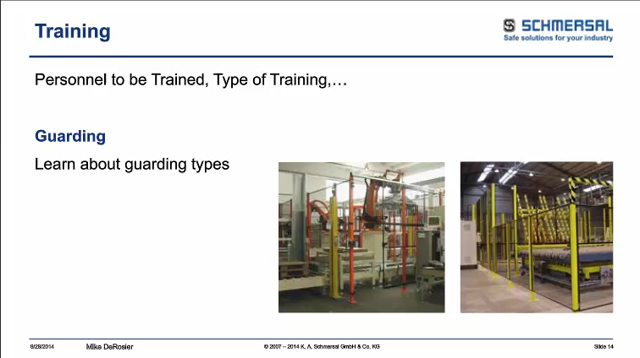 Training
SCHMERSAL
Safe solutions for your industry
Personnel to be Trained, Type of Training,…
Guarding
Learn about guarding types
8/28/2014
Mike DeRosier
© 2007 – 2014 K. A. Schmersal GmbH & Co. KG
Slide 14